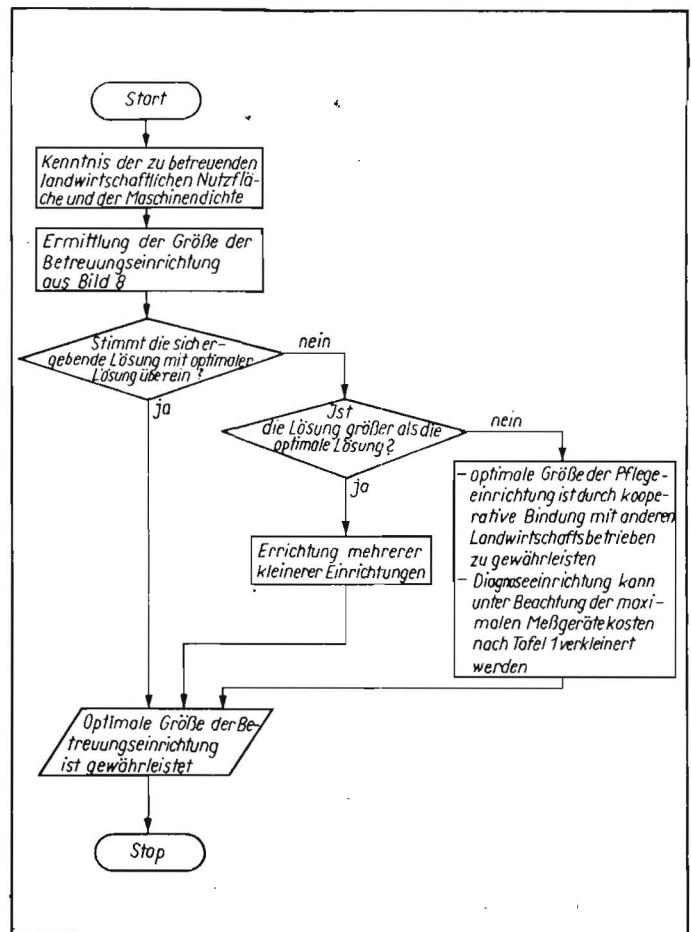 Start
Kenntnis der zu betreuenden
landwirtschaftlichen Nutzflä-
che und der Maschinendichte
Ermittlung der Größe der
Betreuungseinrichtung
aus Bild 8
Stimmt die sich er-
gebende Lösung mit optimaler
Lösung überein ?
nein
ja
Ist
die Lösung größer als die
optimale Lösung?
nein
ja
Errichtung mehrerer
kleinerer Einrichtungen
– optimale Größe der Pflege-
einrichtung ist durch koope-
rative Bindung mit anderen
Landwirtschaftsbetrieben
zu gewährleisten
– Diagnoseeinrichtung kann
unter Beachtung der maxi-
malen Meßgerätekosten
nach Tafel 1 verkleinert
werden
Optimale Größe der Be-
treuungseinrichtung
ist gewährleistet
Stop